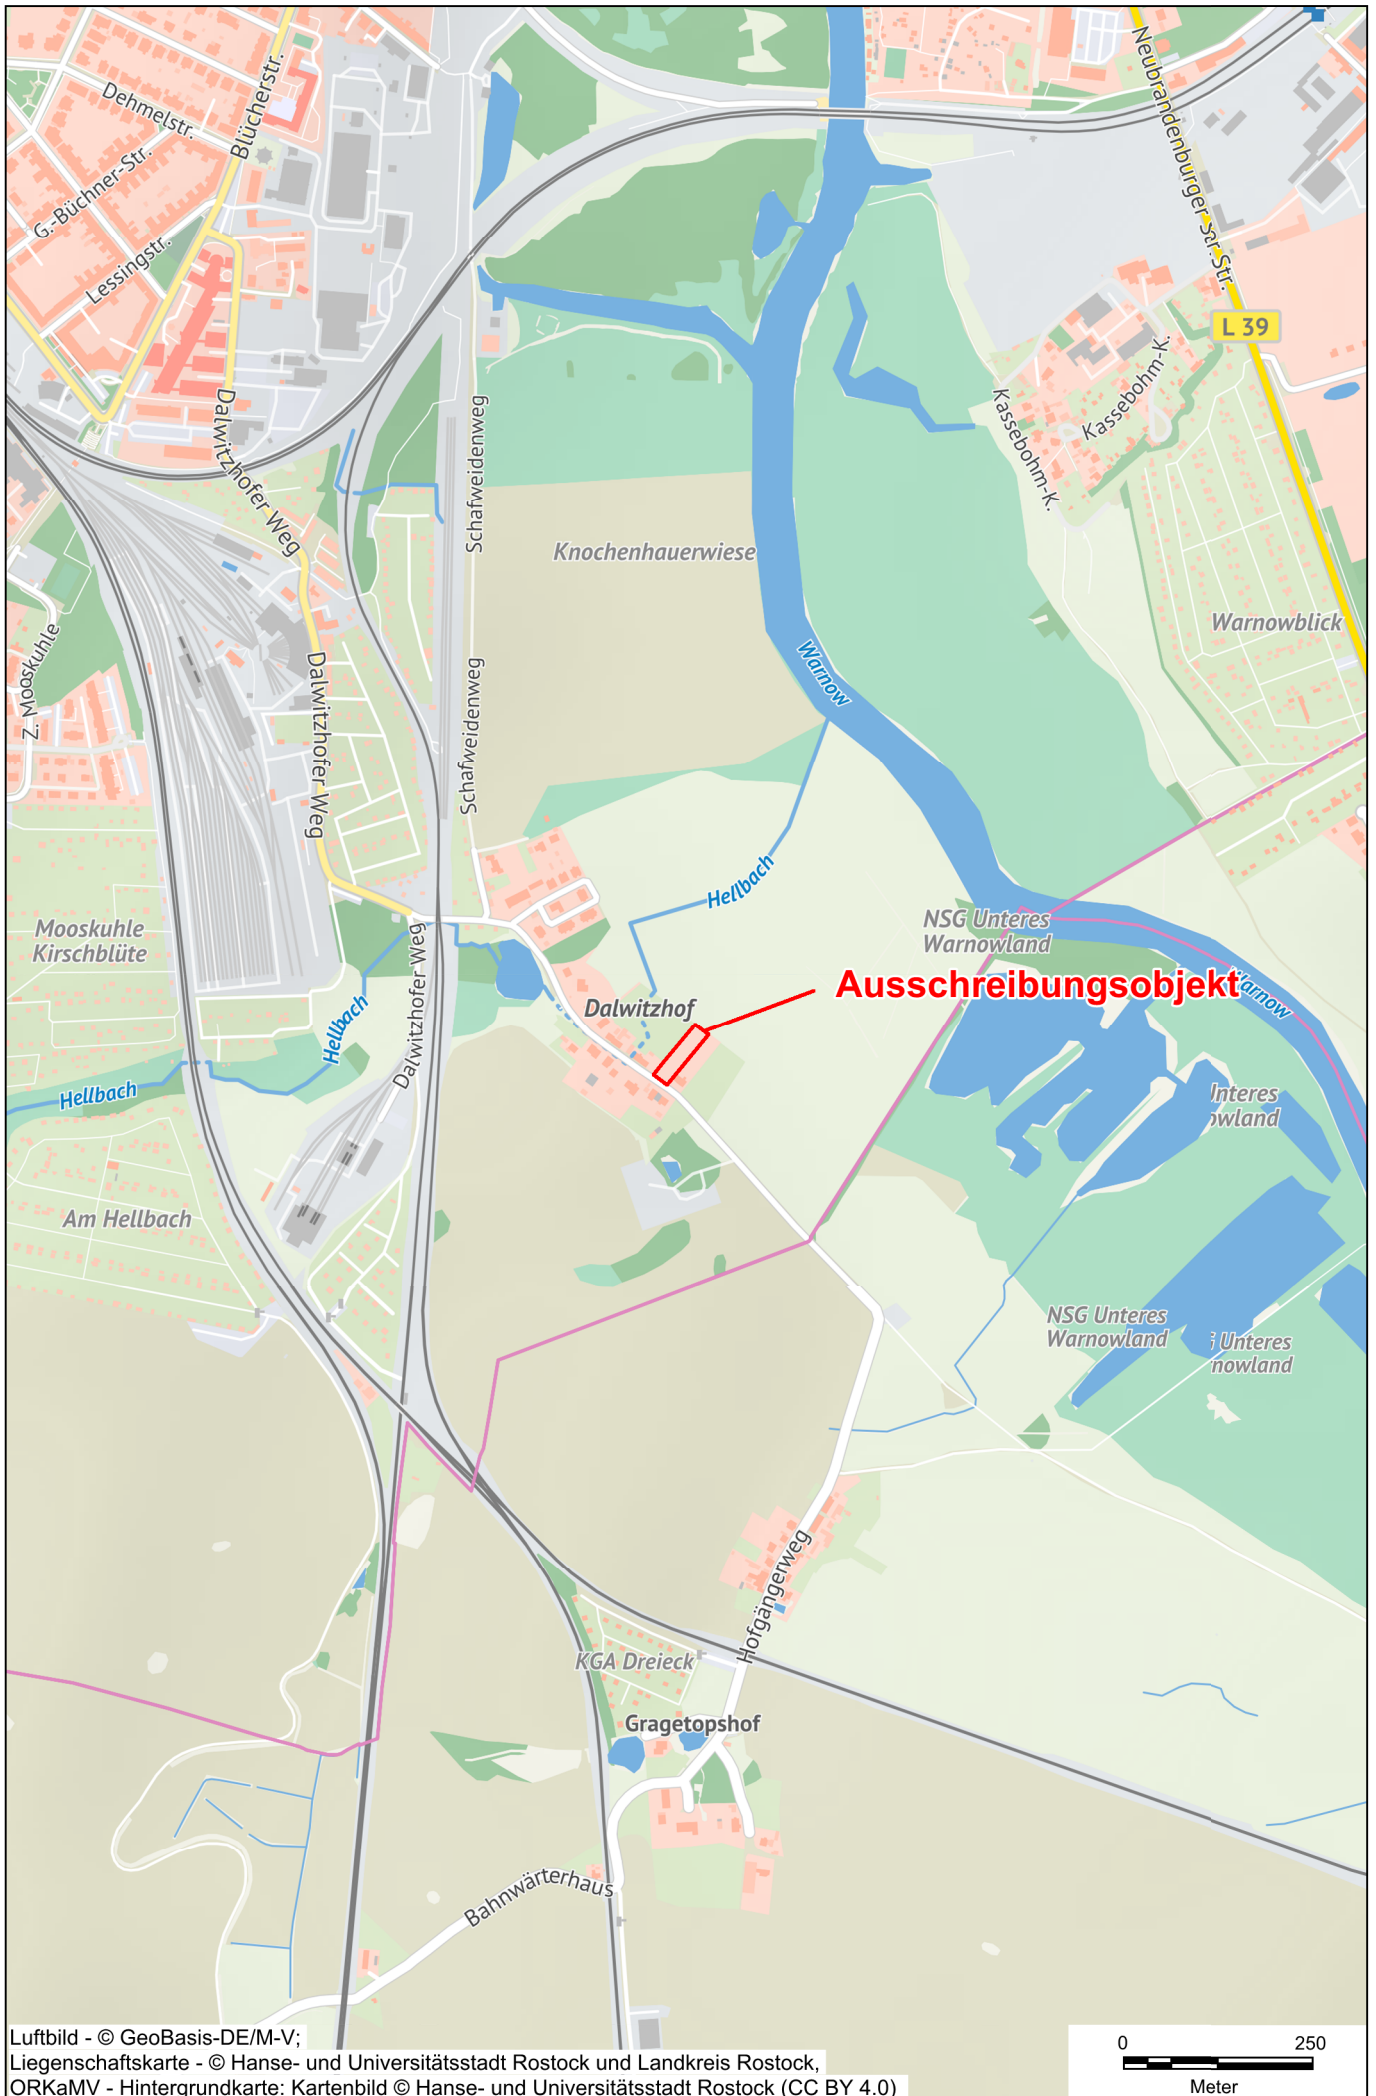 Dehmelstr.
Blücherstr.
G.-Büchner-Str.
Lessingstr.
Neubrandenburger Str.
Str.
L 39
Kassebohm-K.
Kassebohm-K.
Dalwitzhofer Weg
Schafweidenweg
Knochenhauerwiese
Warnowblick
Z. Mooskuhle
Dalwitzhofer Weg
Schafweidenweg
Warnow
Hellbach
Mooskuhle
Kirschblüte
NSG Unteres
Warnowland
Dalwitzhofer Weg
Ausschreibungsobjekt
Warnow
Dalwitzhof
Hellbach
Hellbach
Unteres
owland
Am Hellbach
NSG Unteres
Warnowland
Unteres
nowland
Hofgängerweg
KGA Dreieck
Gragetopshof
Bahnwärterhaus
Luftbild - © GeoBasis-DE/M-V;
Liegenschaftskarte - © Hanse- und Universitätsstadt Rostock und Landkreis Rostock,
ORKaMV - Hintergrundkarte: Kartenbild © Hanse- und Universitätsstadt Rostock (CC BY 4.0)
0 250
Meter